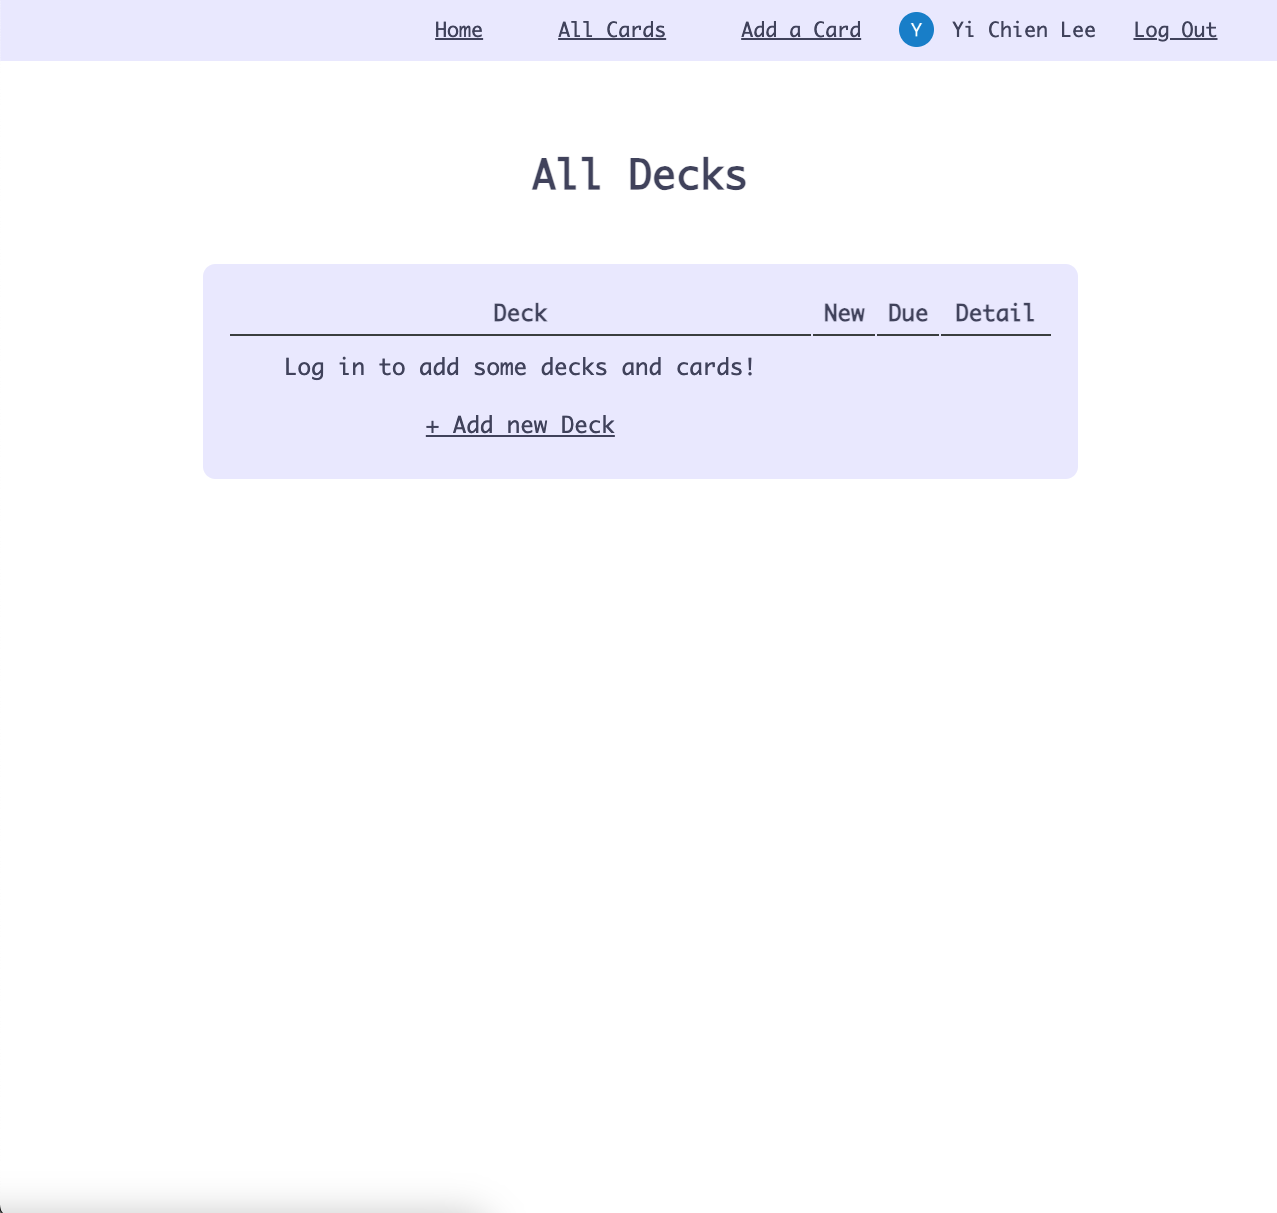 Home All Cards Add a Card Y Yi Chien Lee Log Out
All Decks
Deck New Due Detail
Log in to add some decks and cards!
+ Add new Deck